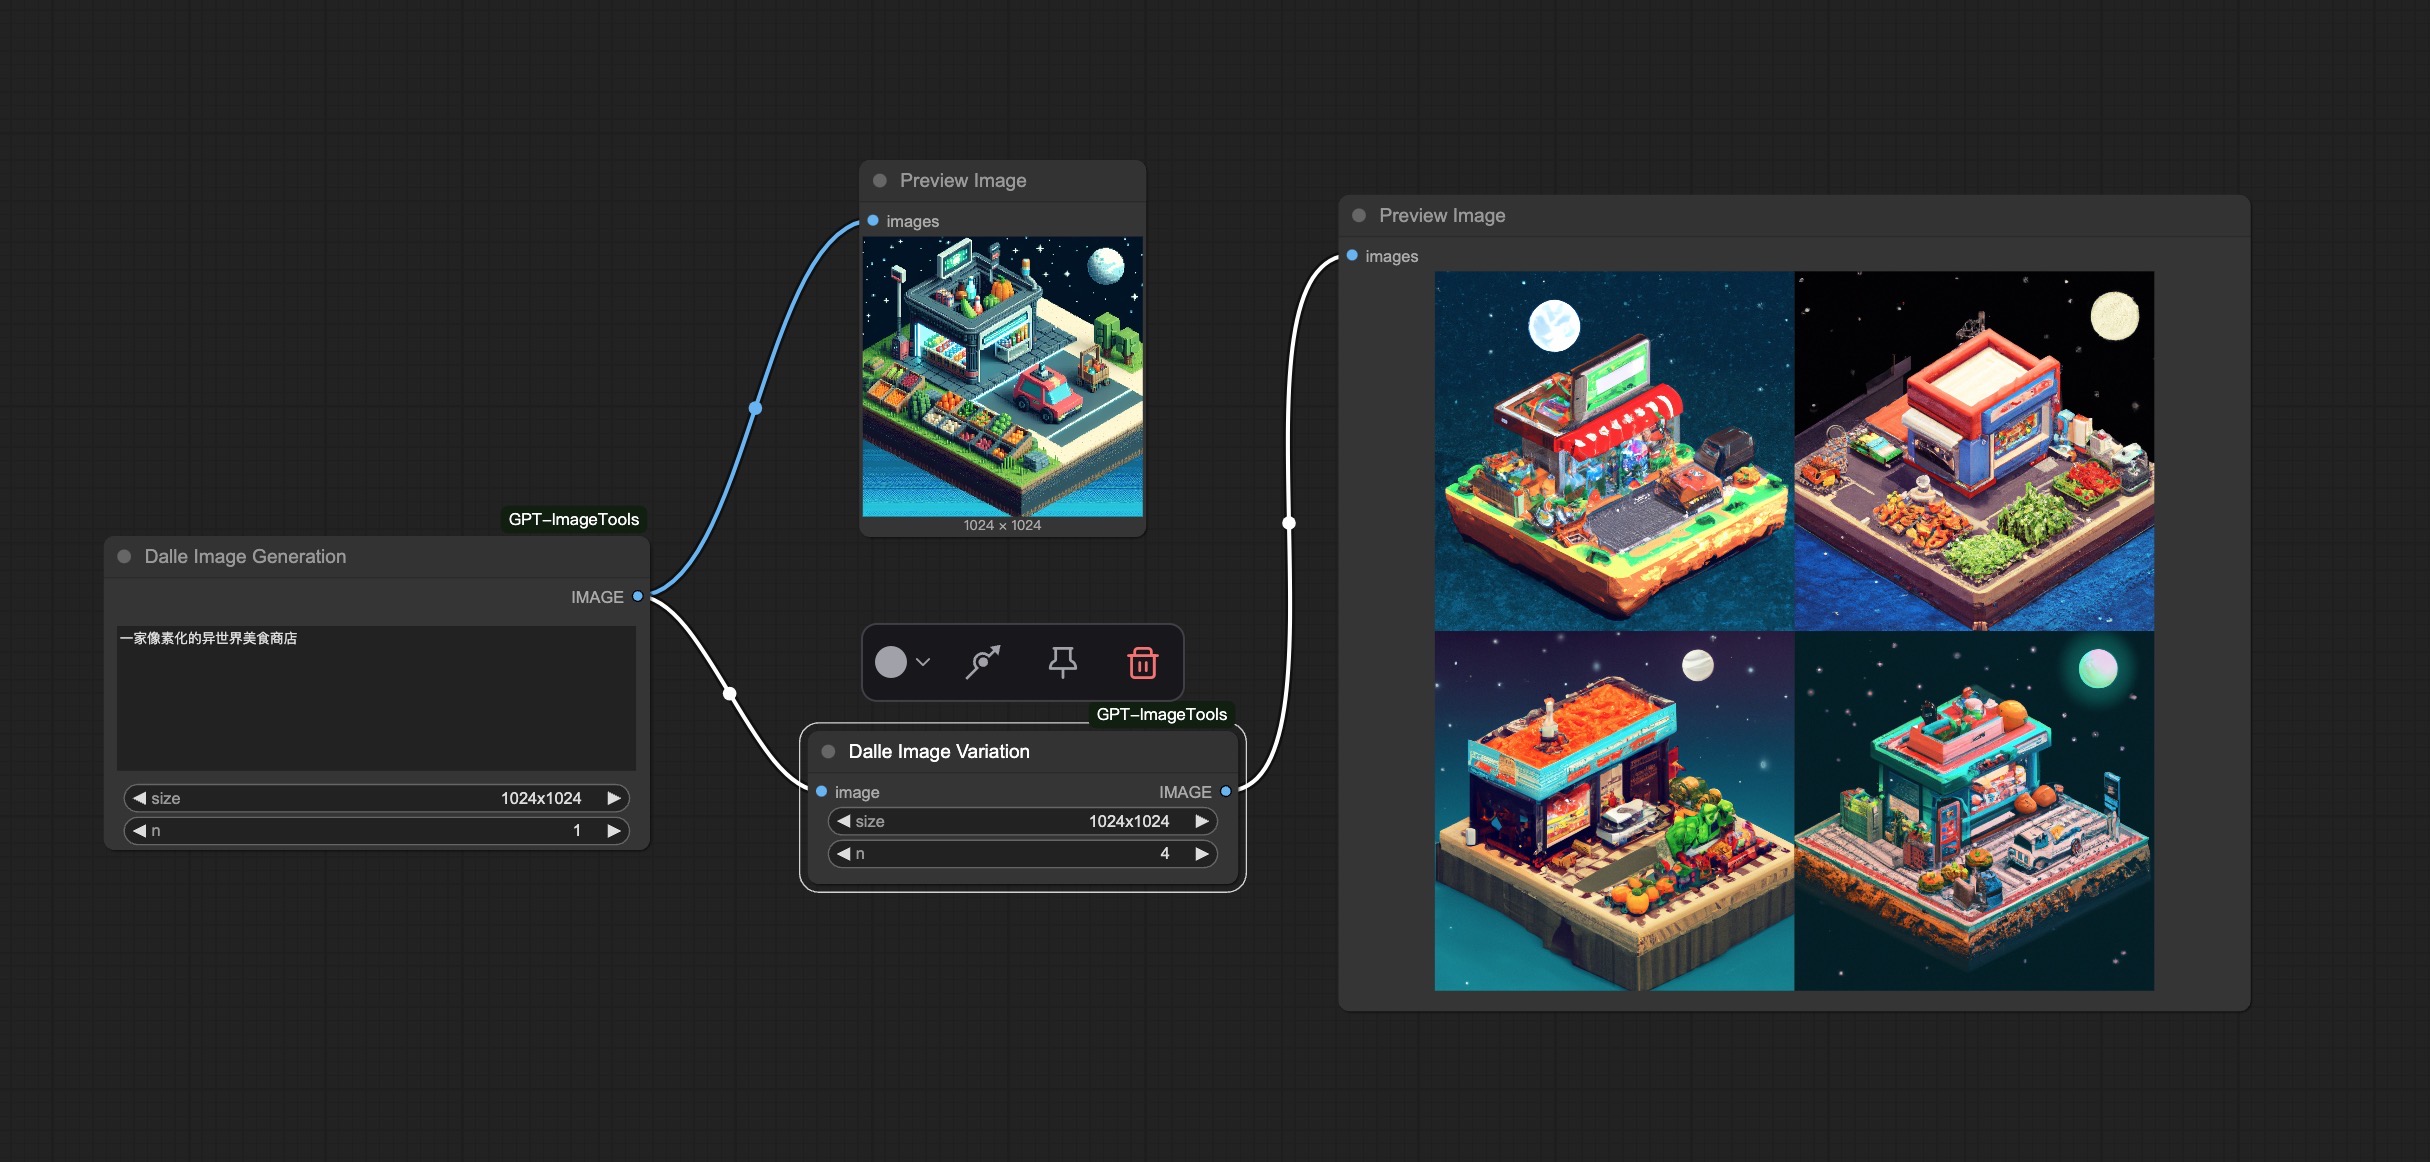 Preview Image
images
1024 × 1024
Preview Image
images
GPT-ImageTools
Dalle Image Generation
IMAGE
一家像素化的异世界美食商店
size 1024x1024
n 1
GPT-ImageTools
Dalle Image Variation
image IMAGE
size 1024x1024
n 4